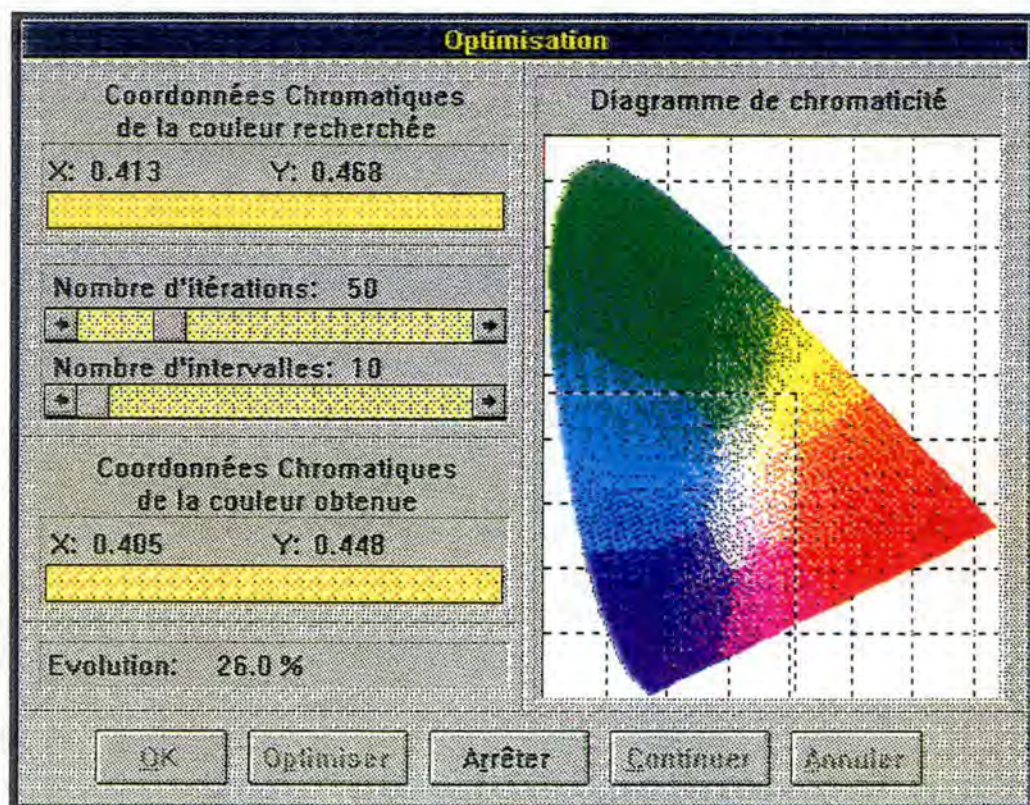 Optimisation
Coordonnées Chromatiques
de la couleur recherchée
X: 0.413 Y: 0.468
Nombre d'itérations: 50
Nombre d'intervalles: 10
Coordonnées Chromatiques
de la couleur obtenue
X: 0.405 Y: 0.448
Evolution: 26.0 %
Diagramme de chromaticité
OK Optimiser Arrêter Continuer Annuler